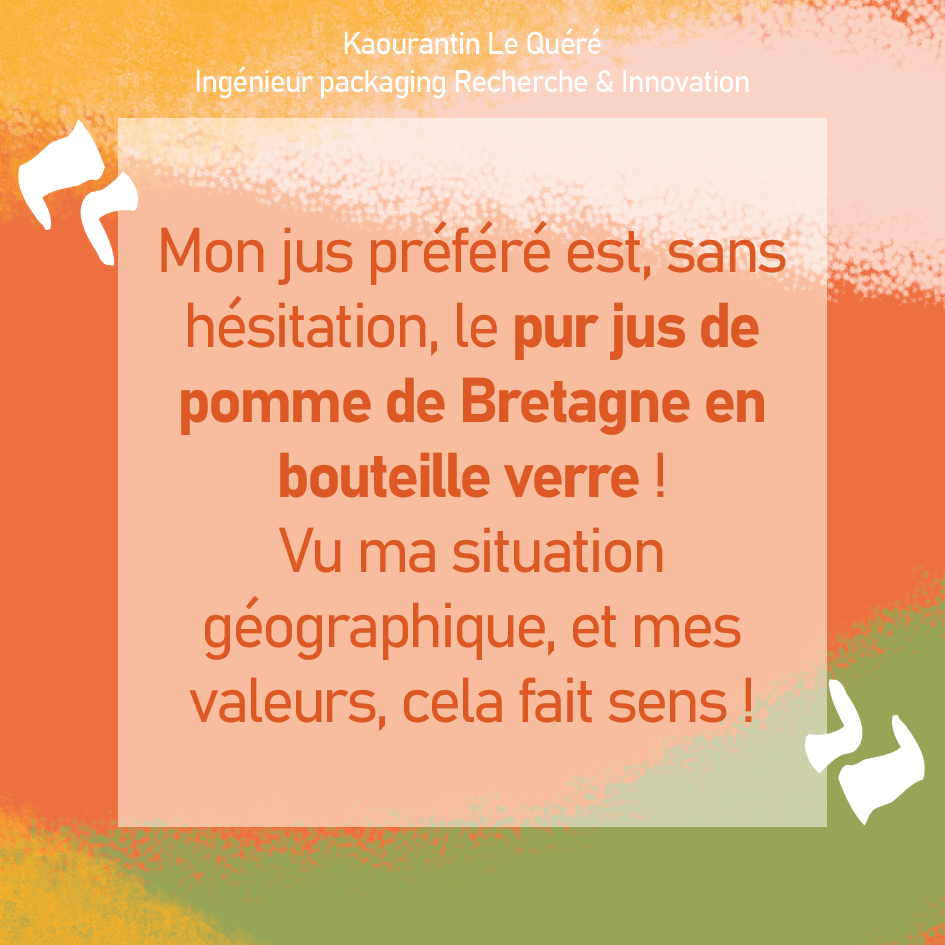 Kaourantin Le Quéré
Ingénieur packaging Recherche & Innovation
Mon jus préféré est, sans
hésitation, le pur jus de
pomme de Bretagne en
bouteille verre !
Vu ma situation
géographique, et mes
valeurs, cela fait sens !